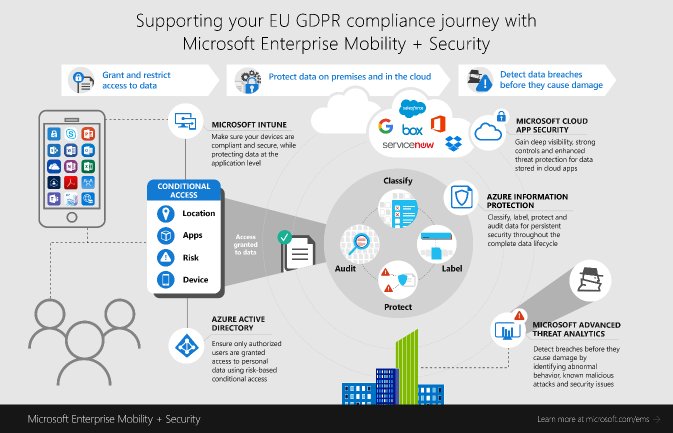 Supporting your EU GDPR compliance journey with
Microsoft Enterprise Mobility + Security
Grant and restrict
access to data
Protect data on premises and in the cloud
Detect data breaches
before they cause damage
MICROSOFT INTUNE
Make sure your devices are
compliant and secure, while
protecting data at the
application level
CONDITIONAL
ACCESS
Location
Apps
Risk
Device
Access
granted
to data
AZURE ACTIVE
DIRECTORY
Ensure only authorized
users are granted
access to personal
data using risk-based
conditional access
salesforce
G
box
servicenow
Classify
Audit
Label
Protect
MICROSOFT CLOUD
APP SECURITY
Gain deep visibility, strong
controls and enhanced
threat protection for data
stored in cloud apps
AZURE INFORMATION
PROTECTION
Classify, label, protect and
audit data for persistent
security throughout the
complete data lifecycle
MICROSOFT ADVANCED
THREAT ANALYTICS
Detect breaches before they
cause damage by
identifying abnormal
behavior, known malicious
attacks and security issues
Microsoft Enterprise Mobility + Security
Learn more at microsoft.com/ems